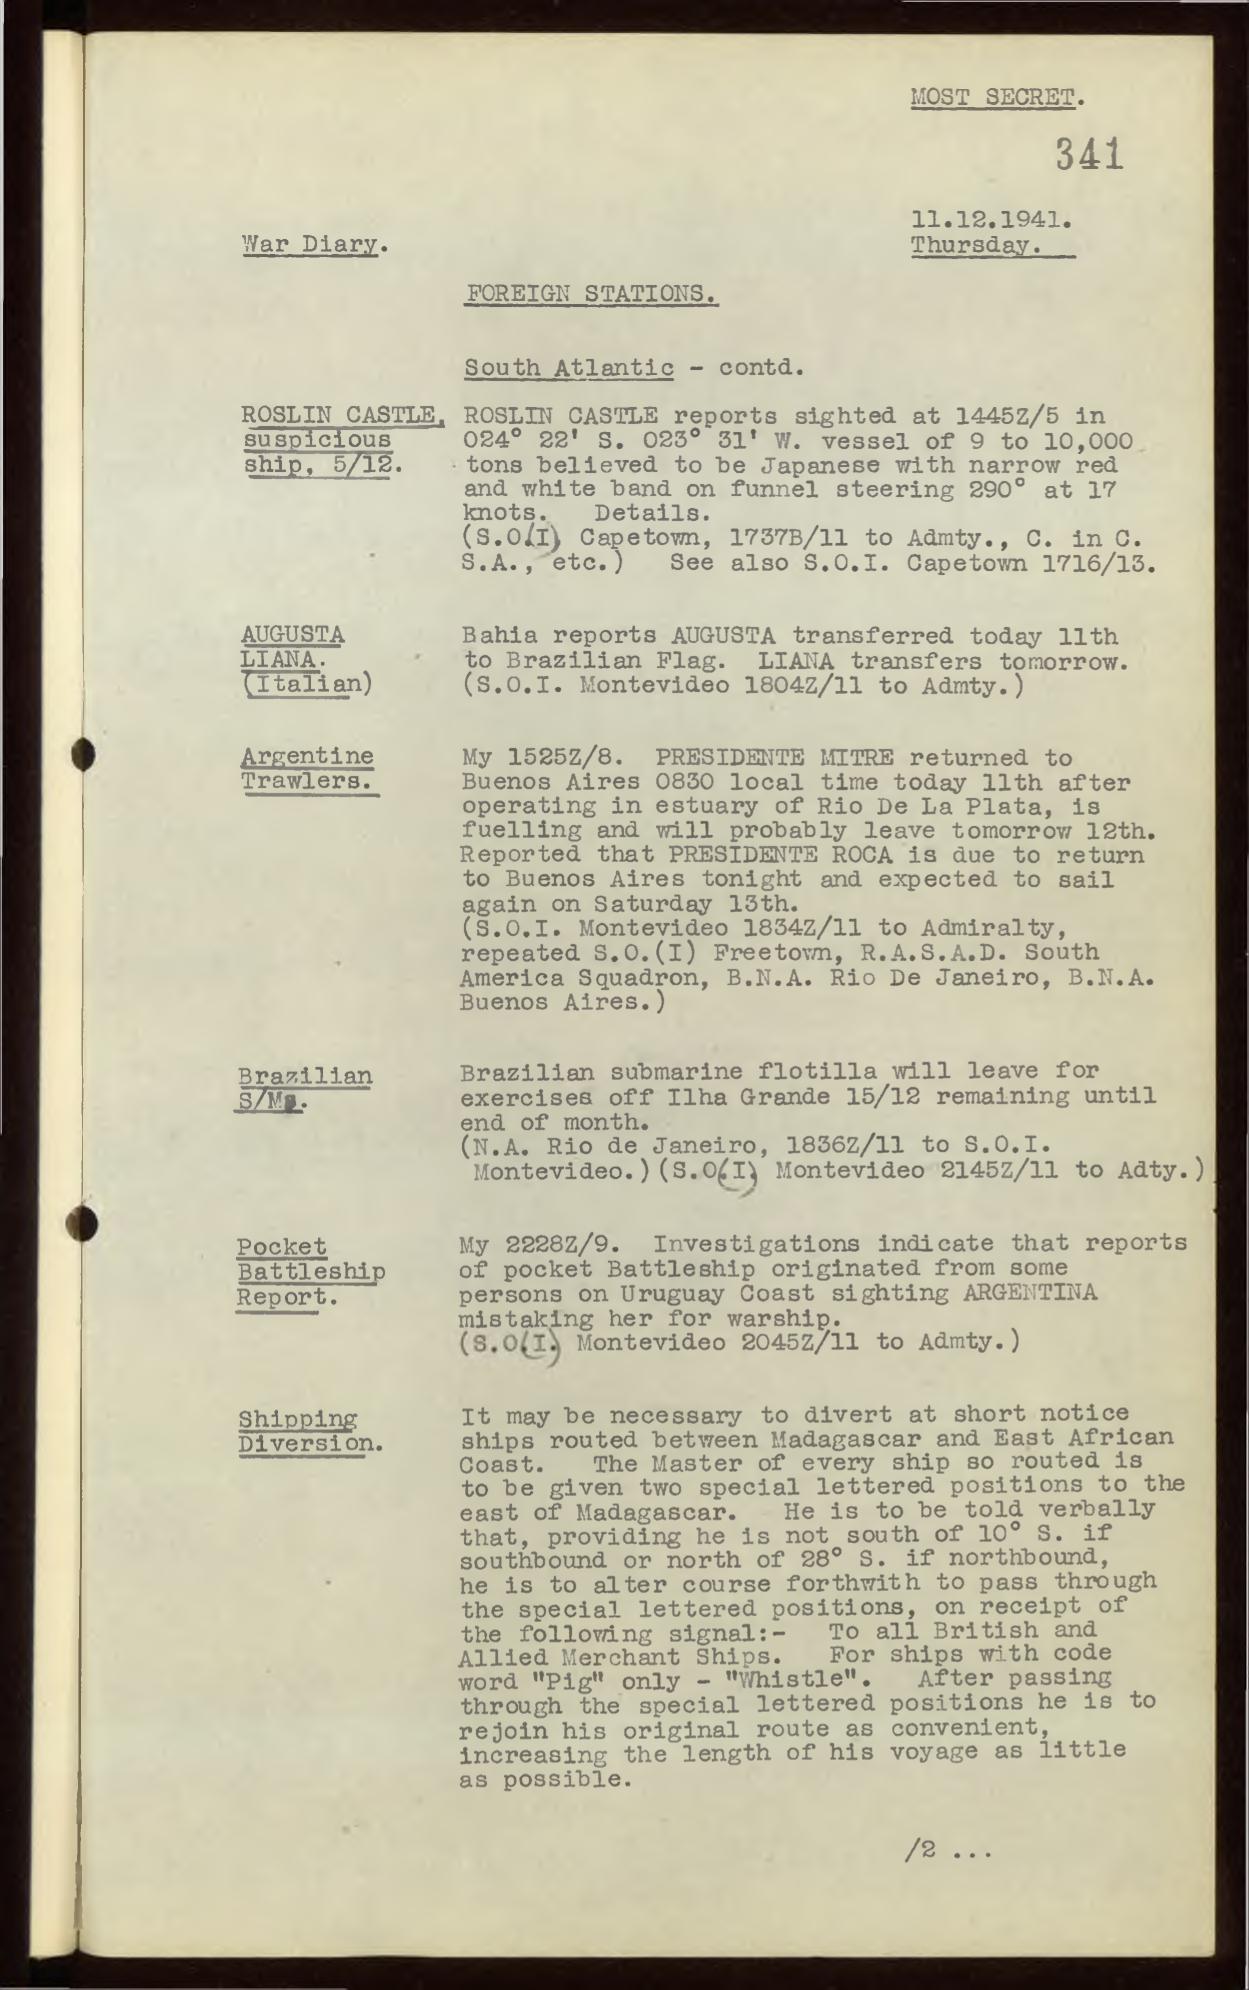 MOST SECRET.
341
11.12.1941.
War Diary.
Thursday.
FOREIGN STATIONS.
South Atlantic - contd.
ROSLIN CASTLE,
suspicious
ship, 5/12.
ROSLIN CASTLE reports sighted at 1445Z/5 in
024° 22' S. 023° 31' W. vessel of 9 to 10,000
tons believed to be Japanese with narrow red
and white band on funnel steering 290° at 17
knots. Details.
(S.O.(I) Capetown, 1737B/11 to Admty., C. in C.
S.A., etc.) See also S.O.I. Capetown 1716/13.
AUGUSTA
LIANA.
(Italian)
Bahia reports AUGUSTA transferred today 11th
to Brazilian Flag. LIANA transfers tomorrow.
(S.O.I. Montevideo 1804Z/11 to Admty.)
Argentine
Trawlers.
My 1525Z/8. PRESIDENTE MITRE returned to
Buenos Aires 0830 local time today 11th after
operating in estuary of Rio De La Plata, is
fuelling and will probably leave tomorrow 12th.
Reported that PRESIDENTE ROCA is due to return
to Buenos Aires tonight and expected to sail
again on Saturday 13th.
(S.O.I. Montevideo 1834Z/11 to Admiralty,
repeated S.O.(I) Freetown, R.A.S.A.D. South
America Squadron, B.N.A. Rio De Janeiro, B.N.A.
Buenos Aires.)
Brazilian
S/Ms.
Brazilian submarine flotilla will leave for
exercises off Ilha Grande 15/12 remaining until
end of month.
(N.A. Rio de Janeiro, 1836Z/11 to S.O.I.
Montevideo.)(S.O.(I) Montevideo 2145Z/11 to Adty.)
Pocket
Battleship
Report.
My 2228Z/9. Investigations indicate that reports
of pocket Battleship originated from some
persons on Uruguay Coast sighting ARGENTINA
mistaking her for warship.
(S.O.(I.) Montevideo 2045Z/11 to Admty.)
Shipping
Diversion.
It may be necessary to divert at short notice
ships routed between Madagascar and East African
Coast. The Master of every ship so routed is
to be given two special lettered positions to the
east of Madagascar. He is to be told verbally
that, providing he is not south of 10° S. if
southbound or north of 28° S. if northbound,
he is to alter course forthwith to pass through
the special lettered positions, on receipt of
the following signal:- To all British and
Allied Merchant Ships. For ships with code
word "Pig" only - "Whistle". After passing
through the special lettered positions he is to
rejoin his original route as convenient,
increasing the length of his voyage as little
as possible.
/2 ...